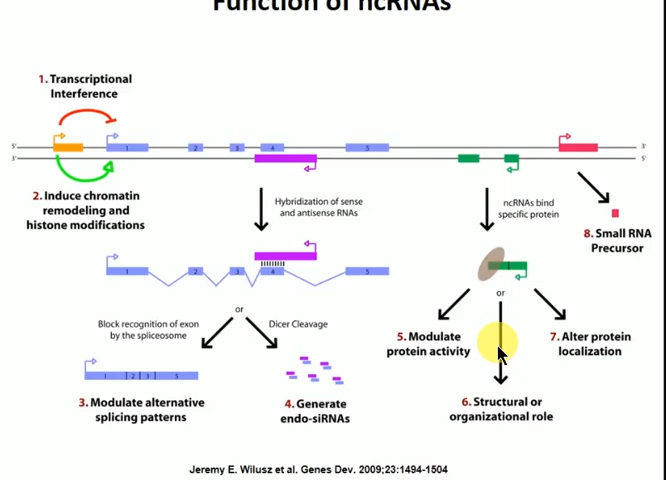 Function of ncRNAs
1. Transcriptional
Interference
5'
3'
1
2
3
4
5
3'
5'
2. Induce chromatin
remodeling and
histone modifications
Hybridization of sense
and antisense RNAs
ncRNAs bind
specific protein
8. Small RNA
Precursor
1
2
3
4
5
or
or
Block recognition of exon
by the spliceosome
Dicer Cleavage
5. Modulate
protein activity
7. Alter protein
localization
1 2 3 5
3. Modulate alternative
splicing patterns
4. Generate
endo-siRNAs
6. Structural or
organizational role
Jeremy E. Wilusz et al. Genes Dev. 2009;23:1494-1504